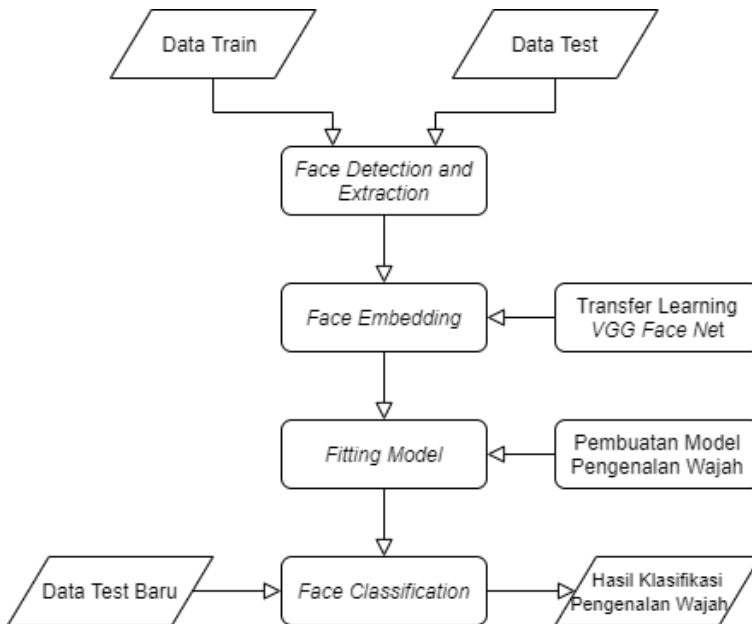 Data Train
Data Test
Face Detection and
Extraction
Face Embedding
Transfer Learning
VGG Face Net
Fitting Model
Pembuatan Model
Pengenalan Wajah
Data Test Baru
Face Classification
Hasil Klasifikasi
Pengenalan Wajah